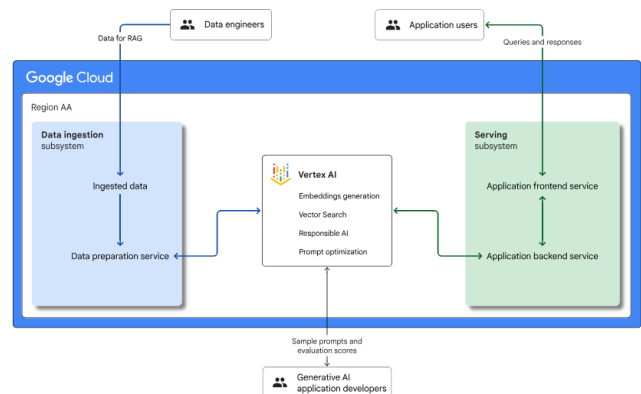 Data engineers
Application users
Data for RAG
Queries and responses
Google Cloud
Region AA
Data ingestion
subsystem
Serving
subsystem
Vertex AI
Embeddings generation
Vector Search
Responsible AI
Prompt optimization
Ingested data
Application frontend service
Data preparation service
Application backend service
Sample prompts and
evaluation scores
Generative AI
application developers